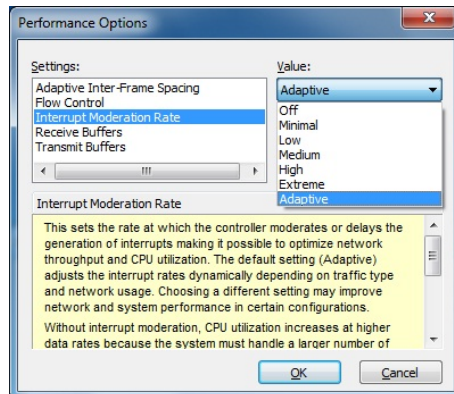 Performance Options
Settings:
Value:
Adaptive Inter-Frame Spacing
Flow Control
Interrupt Moderation Rate
Receive Buffers
Transmit Buffers
Adaptive
Off
Minimal
Low
Medium
High
Extreme
Adaptive
Interrupt Moderation Rate
This sets the rate at which the controller moderates or delays the
generation of interrupts making it possible to optimize network
throughput and CPU utilization. The default setting (Adaptive)
adjusts the interrupt rates dynamically depending on traffic type
and network usage. Choosing a different setting may improve
network and system performance in certain configurations.
Without interrupt moderation, CPU utilization increases at higher
data rates because the system must handle a larger number of
OK
Cancel